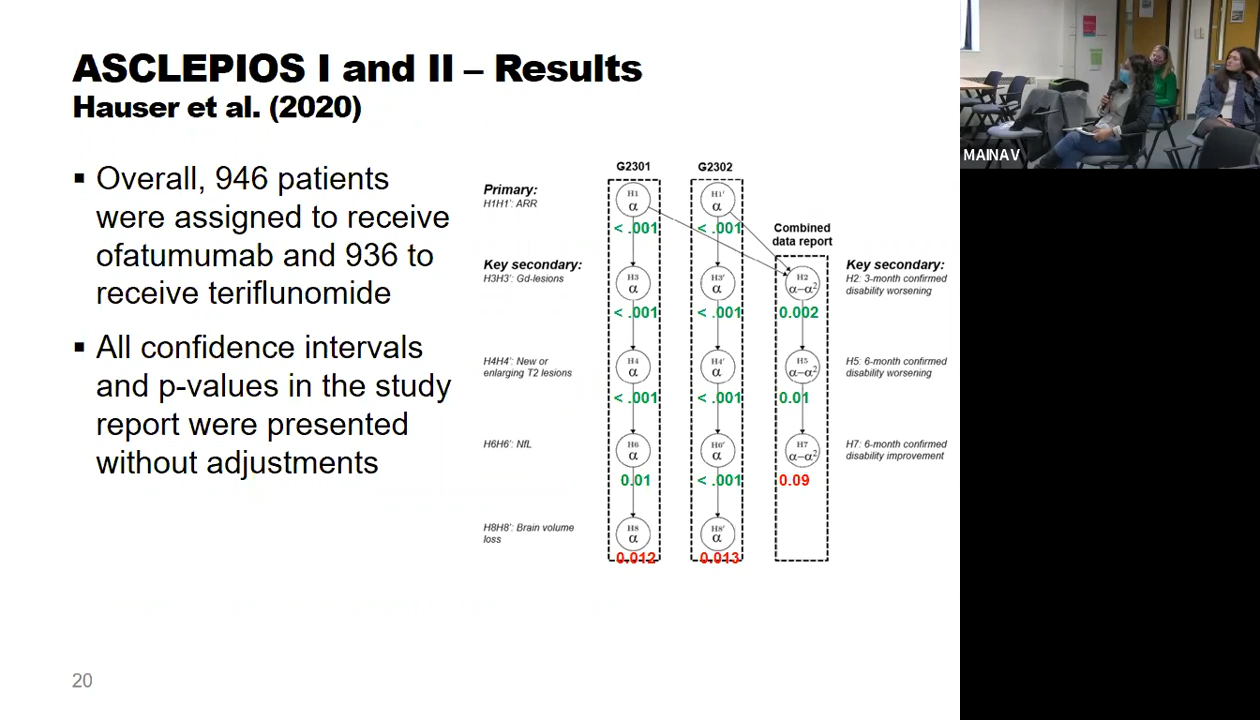 ASCLEPIOS I and II – Results
Hauser et al. (2020)
▪ Overall, 946 patients
were assigned to receive
ofatumumab and 936 to
receive teriflunomide
▪ All confidence intervals
and p-values in the study
report were presented
without adjustments
G2301
G2302
Combined
data report
Primary:
H1H1': ARR
H1
α
< .001
H1'
α
< .001
Key secondary:
H3H3': Gd-lesions
H3
α
< .001
H3'
α
< .001
H2
α−α²
0.002
Key secondary:
H2: 3-month confirmed
disability worsening
H4H4': New or
enlarging T2 lesions
H4
α
< .001
H4'
α
< .001
H5
α−α²
0.01
H5: 6-month confirmed
disability worsening
H6H6': NfL
H6
α
0.01
H6'
α
< .001
H7
α−α²
0.09
H7: 6-month confirmed
disability improvement
H8H8': Brain volume
loss
H8
α
0.012
H8'
α
0.013
20
MAINAV